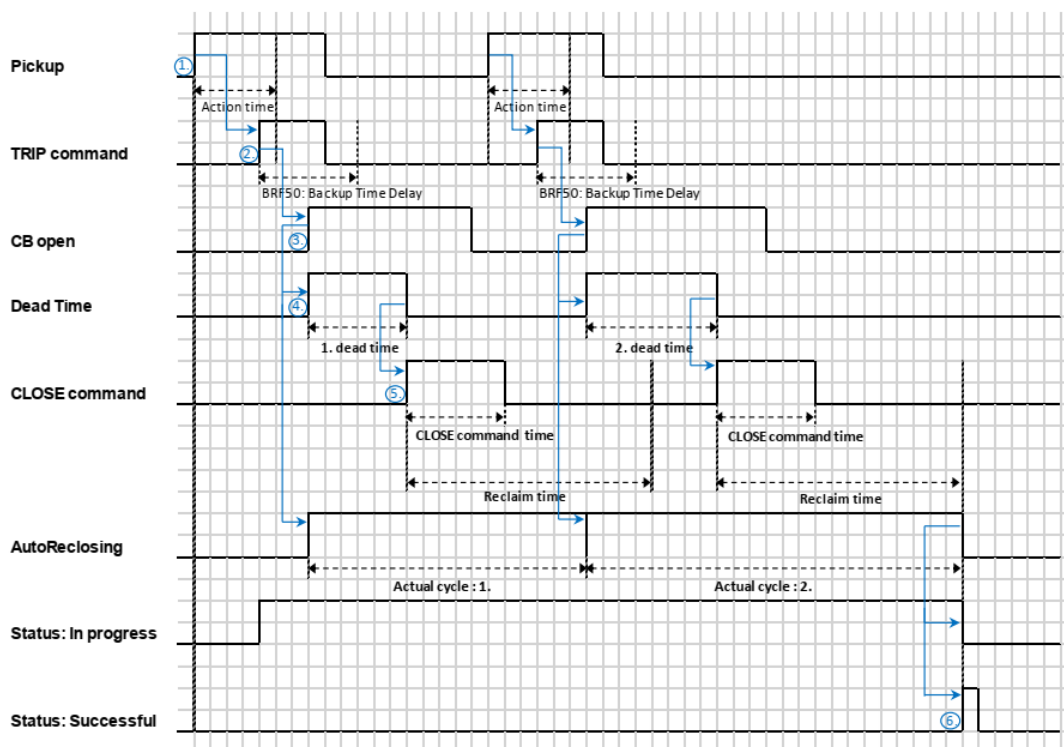 Pickup
1.
Action time
Action time
TRIP command
2.
BRF50: Backup Time Delay
BRF50: Backup Time Delay
CB open
3.
Dead Time
4.
1. dead time
2. dead time
CLOSE command
5.
CLOSE command time
CLOSE command time
Reclaim time
Reclaim time
AutoReclosing
Actual cycle : 1.
Actual cycle : 2.
Status: In progress
Status: Successful
6.